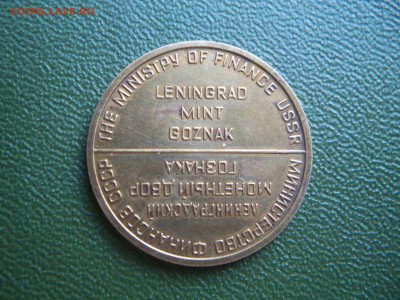 THE MINISTRY OF FINANCE USSR
LENINGRAD
MINT
GOZNAK
МИНИСТЕРСТВО ФИНАНСОВ СССР
ЛЕНИНГРАДСКИЙ
МОНЕТНЫЙ ДВОР
ГОЗНАКА